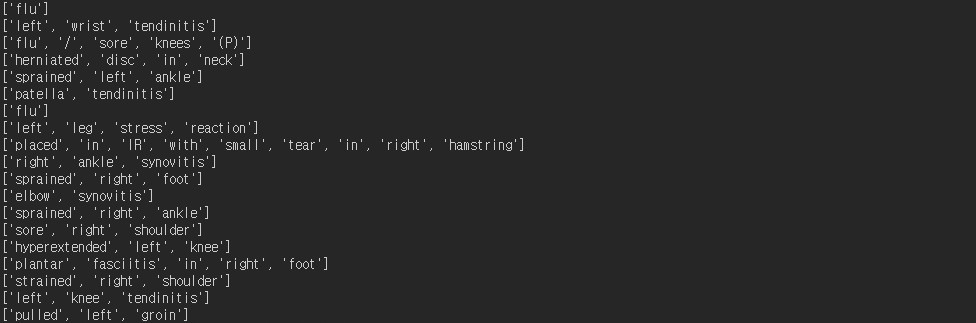 ['flu']
['left', 'wrist', 'tendinitis']
['flu', '/', 'sore', 'knees', '(P)']
['herniated', 'disc', 'in', 'neck']
['sprained', 'left', 'ankle']
['patella', 'tendinitis']
['flu']
['left', 'leg', 'stress', 'reaction']
['placed', 'in', 'IR', 'with', 'small', 'tear', 'in', 'right', 'hamstring']
['right', 'ankle', 'synovitis']
['sprained', 'right', 'foot']
['elbow', 'synovitis']
['sprained', 'right', 'ankle']
['sore', 'right', 'shoulder']
['hyperextended', 'left', 'knee']
['plantar', 'fasciitis', 'in', 'right', 'foot']
['strained', 'right', 'shoulder']
['left', 'knee', 'tendinitis']
['pulled', 'left', 'groin']